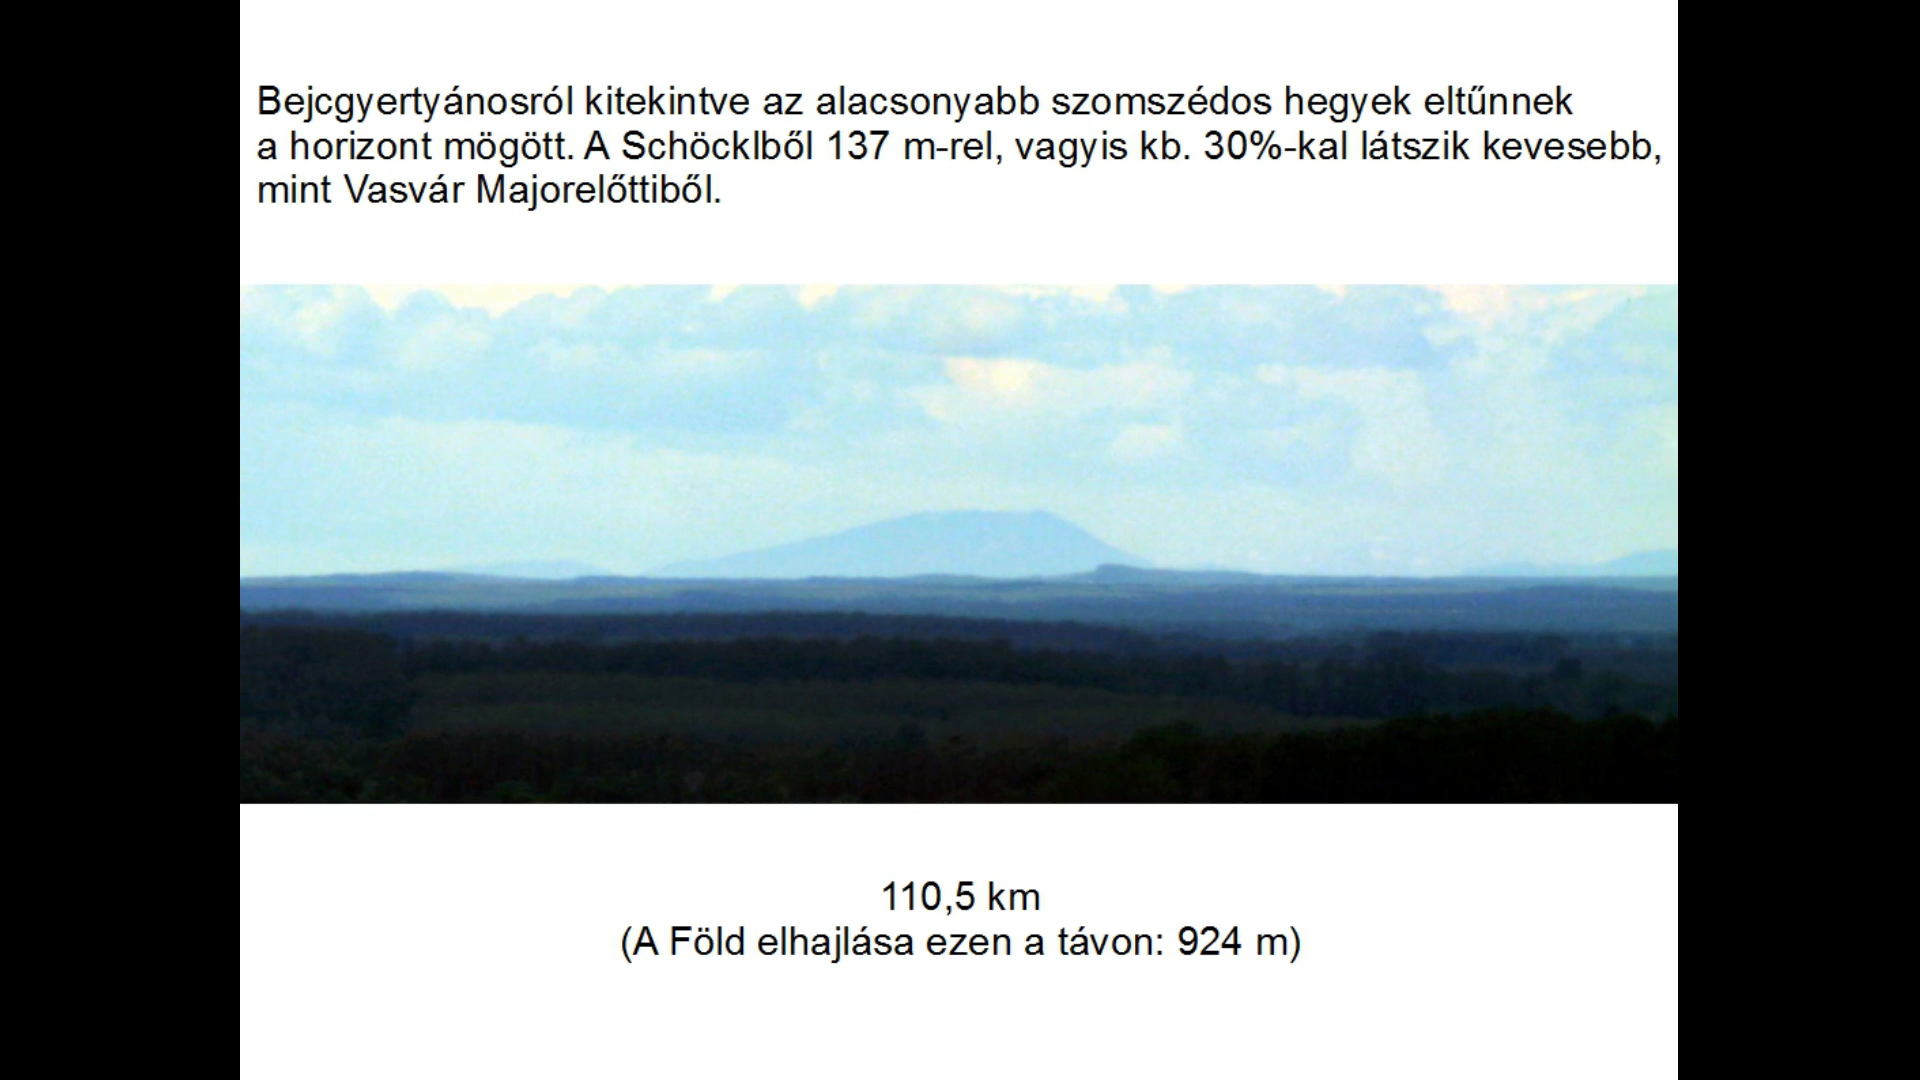 Bejcgyertyánosról kitekintve az alacsonyabb szomszédos hegyek eltűnnek
a horizont mögött. A Schöcklből 137 m-rel, vagyis kb. 30%-kal látszik kevesebb,
mint Vasvár Majorelőttiből.
110,5 km
(A Föld elhajlása ezen a távon: 924 m)